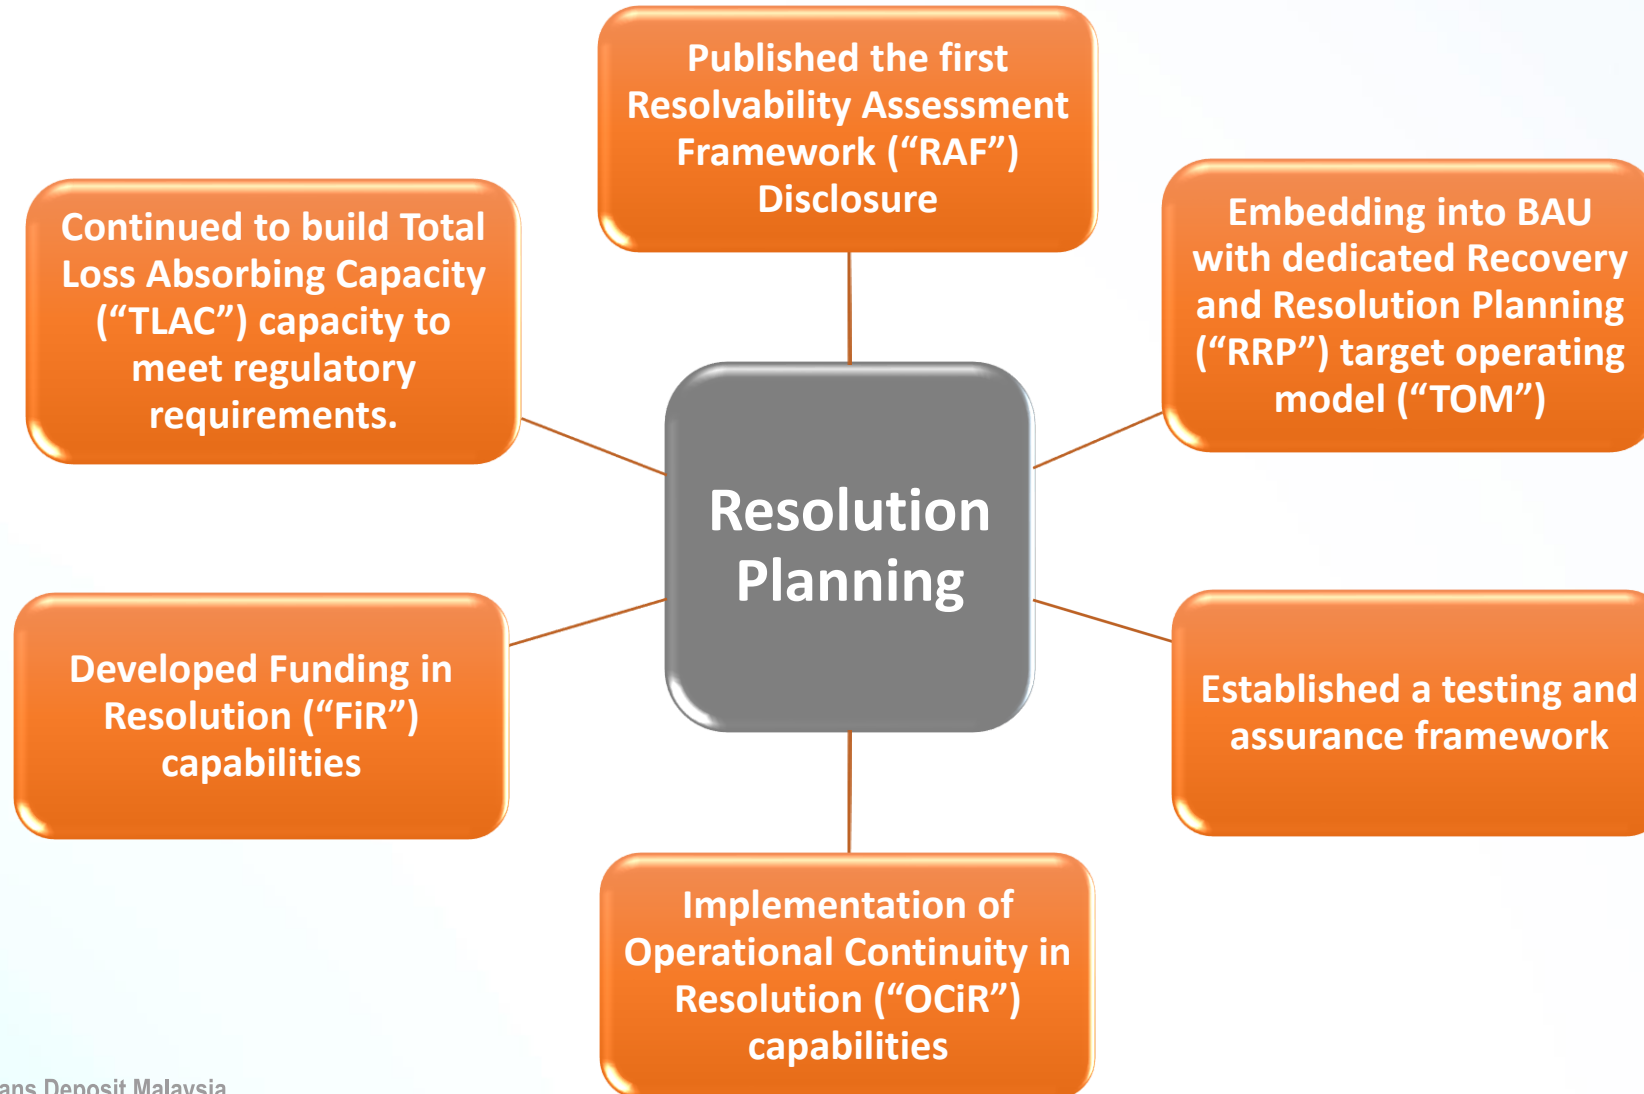 Published the first
Resolvability Assessment
Framework (“RAF”)
Disclosure
Embedding into BAU
with dedicated Recovery
and Resolution Planning
(“RRP”) target operating
model (“TOM”)
Established a testing and
assurance framework
Implementation of
Operational Continuity in
Resolution (“OCiR”)
capabilities
Developed Funding in
Resolution (“FiR”)
capabilities
Continued to build Total
Loss Absorbing Capacity
(“TLAC”) capacity to
meet regulatory
requirements.
Resolution
Planning
Deposit Malaysia